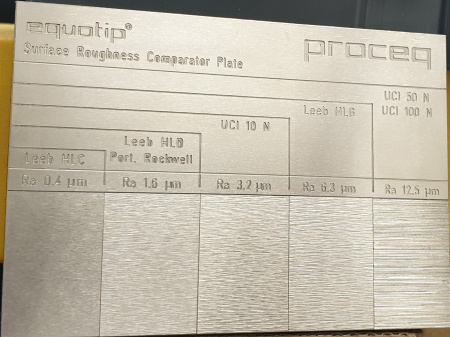 equotip®
proceq
Surface Roughness Comparator Plate
UCI 50 N
UCI 100 N
Leeb HLG
UCI 10 N
Leeb HLD
Port. Rockwell
Leeb HLC
Ra 0.4 µm
Ra 1.6 µm
Ra 3.2 µm
Ra 6.3 µm
Ra 12.5 µm